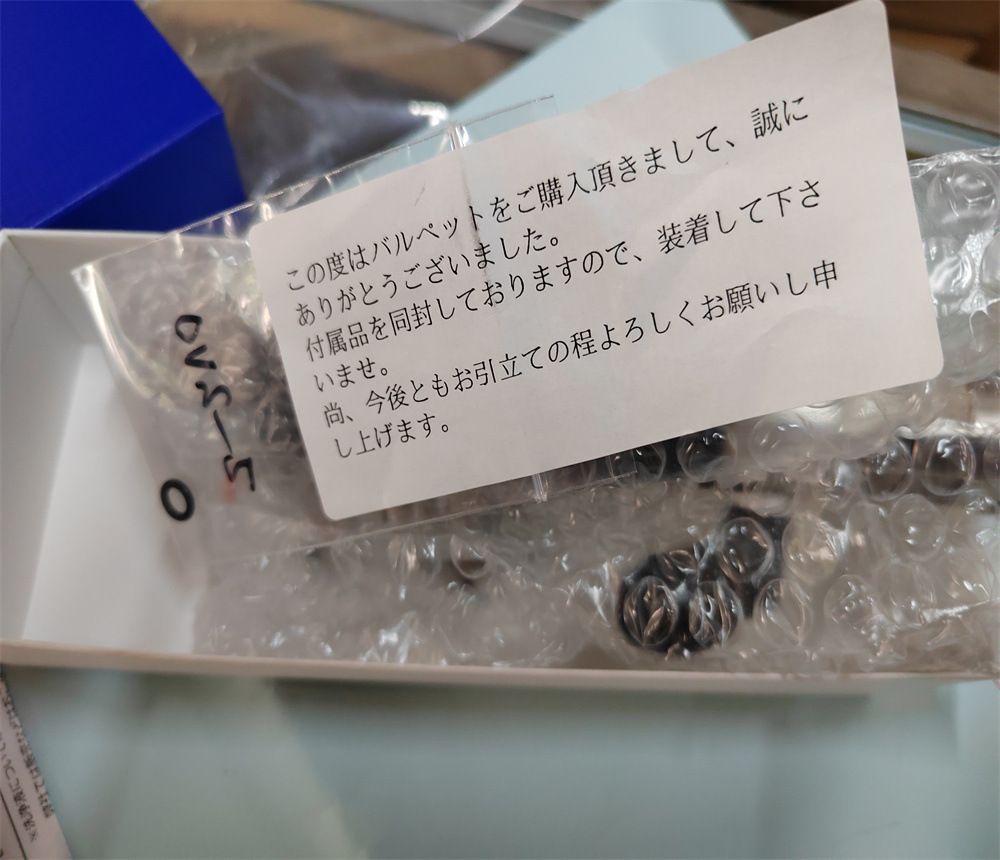 この度はバルペットをご購入頂きまして、誠に
ありがとうございました。
付属品を同封しておりますので、装着して下さ
いませ。
尚、今後ともお引立ての程よろしくお願いし申
し上げます。